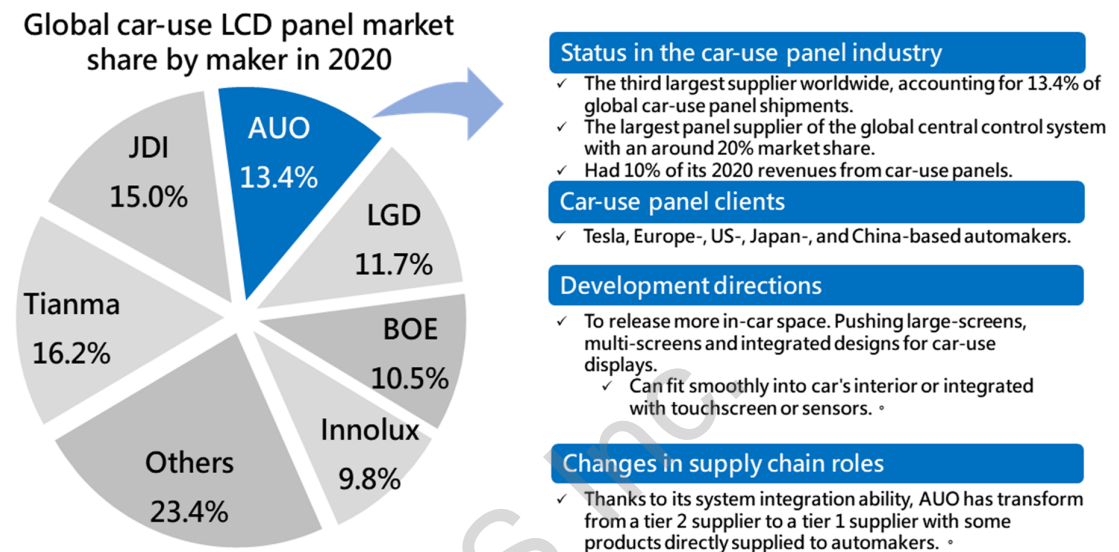 Global car-use LCD panel market
share by maker in 2020
AUO
13.4%
LGD
11.7%
BOE
10.5%
Innolux
9.8%
Others
23.4%
Tianma
16.2%
JDI
15.0%
Status in the car-use panel industry
✓ The third largest supplier worldwide, accounting for 13.4% of
global car-use panel shipments.
✓ The largest panel supplier of the global central control system
with an around 20% market share.
✓ Had 10% of its 2020 revenues from car-use panels.
Car-use panel clients
✓ Tesla, Europe-, US-, Japan-, and China-based automakers.
Development directions
✓ To release more in-car space. Pushing large-screens,
multi-screens and integrated designs for car-use
displays.
✓ Can fit smoothly into car's interior or integrated
with touchscreen or sensors. 。
Changes in supply chain roles
✓ Thanks to its system integration ability, AUO has transform
from a tier 2 supplier to a tier 1 supplier with some
products directly supplied to automakers. 。
s Inc.